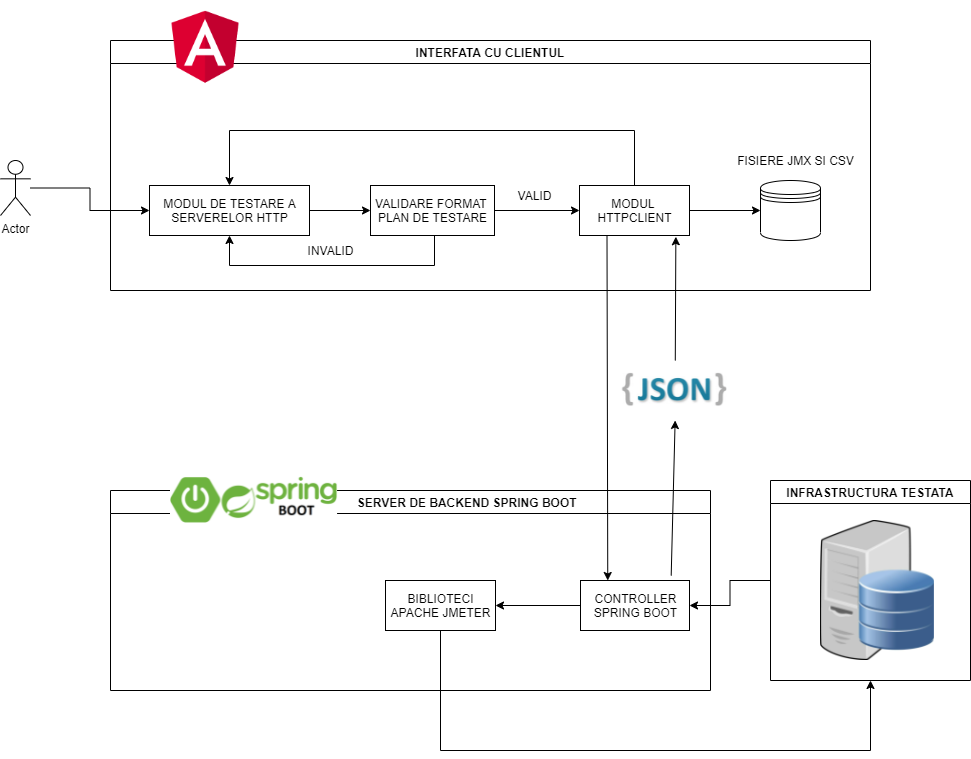 INTERFATA CU CLIENTUL
FISIERE JMX SI CSV
Actor
MODUL DE TESTARE A
SERVERELOR HTTP
VALIDARE FORMAT
PLAN DE TESTARE
VALID
MODUL
HTTPCLIENT
INVALID
{JSON}
spring
BOOT
SERVER DE BACKEND SPRING BOOT
INFRASTRUCTURA TESTATA
BIBLIOTECI
APACHE JMETER
CONTROLLER
SPRING BOOT